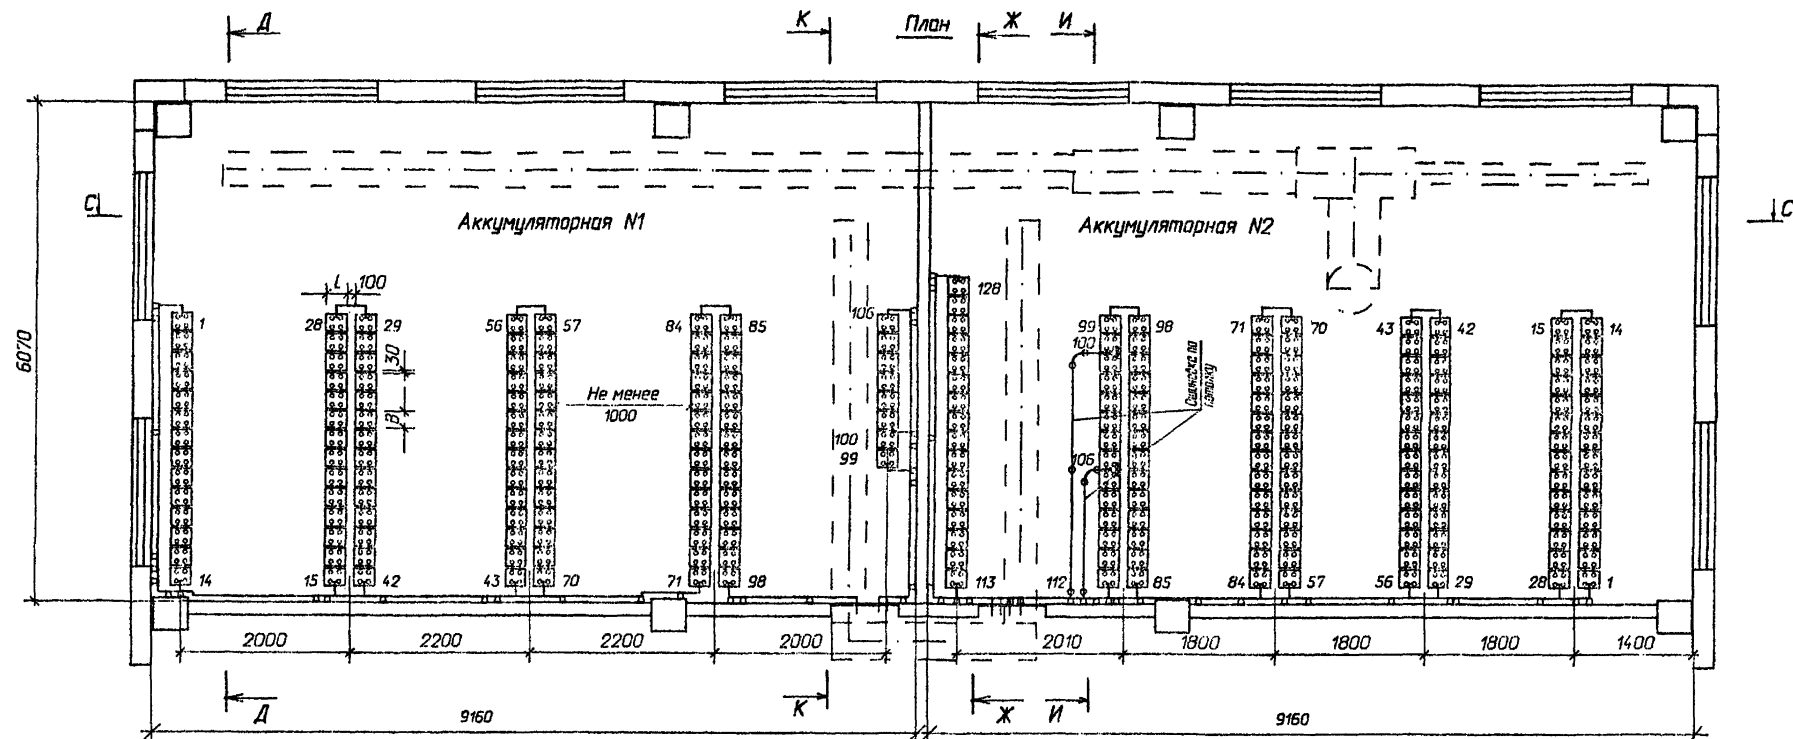 Д К План Ж И
С С
Аккумуляторная N1 Аккумуляторная N2
6070
L 100
128
1 28 29 56 57 84 85 106 99 98 71 70 43 42 15 14
100
30
Не менее
1000
В
100
99
106
14 15 42 43 70 71 98 113 112 85 84 57 56 29 28 1
2000 2200 2200 2000 2010 1800 1800 1800 1400
Д К Ж И
9160 9160